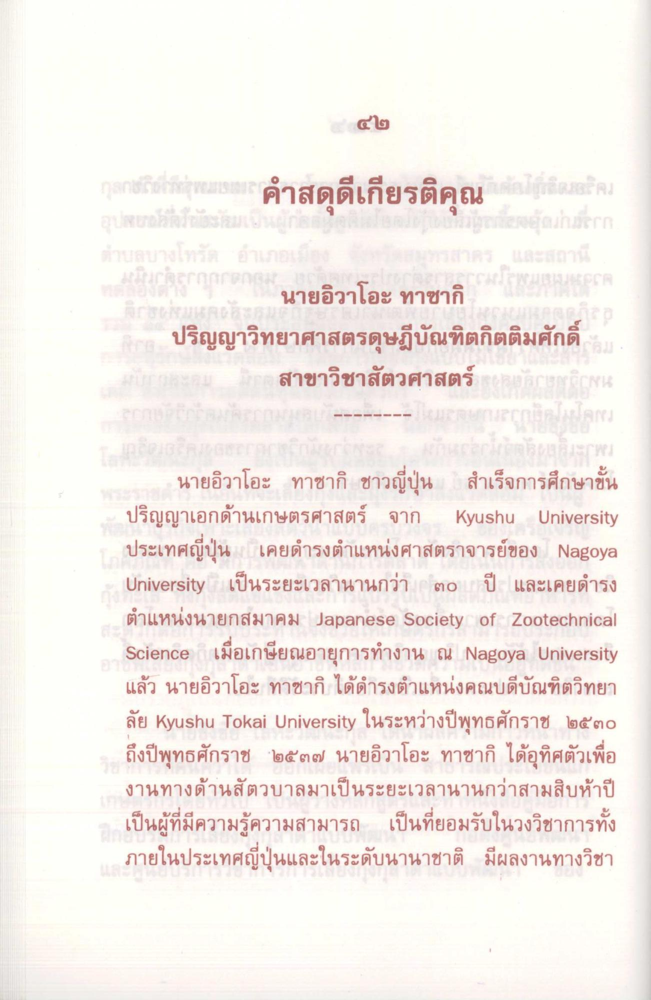 ๔๒
คำสดุดีเกียรติคุณ
นายอิวาโอะ ทาซากิ
ปริญญาวิทยาศาสตรดุษฎีบัณฑิตกิตติมศักดิ์
สาขาวิชาสัตวศาสตร์
--------
นายอิวาโอะ ทาซากิ ชาวญี่ปุ่น สำเร็จการศึกษาขั้น
ปริญญาเอกด้านเกษตรศาสตร์ จาก Kyushu University
ประเทศญี่ปุ่น เคยดำรงตำแหน่งศาสตราจารย์ของ Nagoya
University เป็นระยะเวลานานกว่า ๓๐ ปี และเคยดำรง
ตำแหน่งนายกสมาคม Japanese Society of Zootechnical
Science เมื่อเกษียณอายุการทำงาน ณ Nagoya University
แล้ว นายอิวาโอะ ทาซากิ ได้ดำรงตำแหน่งคณบดีบัณฑิตวิทยา
ลัย Kyushu Tokai University ในระหว่างปีพุทธศักราช ๒๕๓๐
ถึงปีพุทธศักราช ๒๕๓๗ นายอิวาโอะ ทาซากิ ได้อุทิศตัวเพื่อ
งานทางด้านสัตวบาลมาเป็นระยะเวลานานกว่าสามสิบห้าปี
เป็นผู้ที่มีความรู้ความสามารถ เป็นที่ยอมรับในวงวิชาการทั้ง
ภายในประเทศญี่ปุ่นและในระดับนานาชาติ มีผลงานทางวิชา